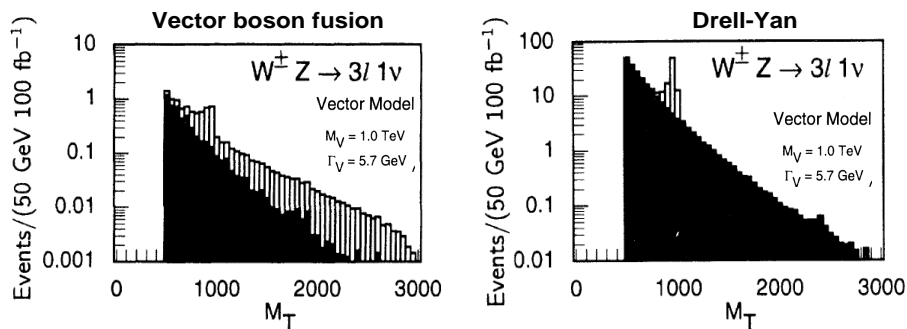 Vector boson fusion
Events/(50 GeV 100 fb⁻¹)
10
1
0.1
0.01
0.001
W± Z → 3l 1ν
Vector Model
M_V = 1.0 TeV
Γ_V = 5.7 GeV ,
0
1000
2000
3000
M_T
Drell-Yan
Events/(50 GeV 100 fb⁻¹)
100
10
1
0.1
0.01
W± Z → 3l 1ν
Vector Model
M_V = 1.0 TeV
Γ_V = 5.7 GeV ,
0
1000
2000
3000
M_T